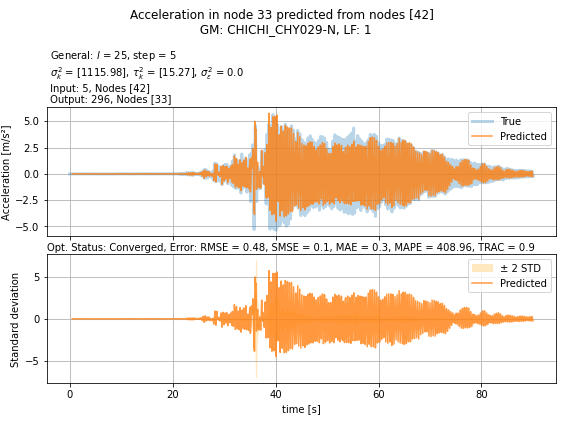 Acceleration in node 33 predicted from nodes [42]
GM: CHICHI_CHY029-N, LF: 1
General: l = 25, step = 5
σ²ₖ = [1115.98], τ²ₖ = [15.27], σ²ε = 0.0
Input: 5, Nodes [42]
Output: 296, Nodes [33]
Acceleration [m/s²]
5.0
2.5
0.0
−2.5
−5.0
True
Predicted
Opt. Status: Converged, Error: RMSE = 0.48, SMSE = 0.1, MAE = 0.3, MAPE = 408.96, TRAC = 0.9
Standard deviation
5
0
−5
± 2 STD
Predicted
0 20 40 60 80
time [s]